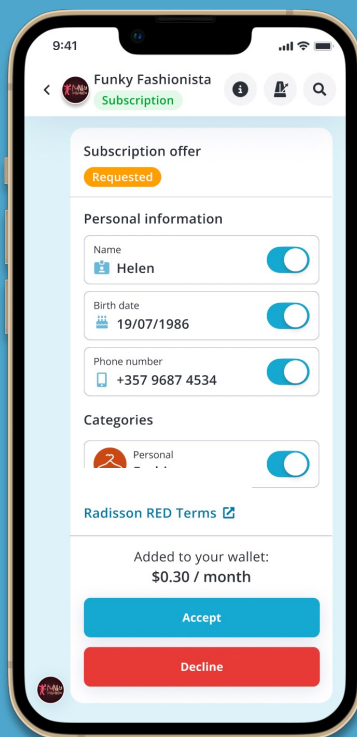 9:41
Funky Fashionista
Subscription
Subscription offer
Requested
Personal information
Name
Helen
Birth date
19/07/1986
Phone number
+357 9687 4534
Categories
Personal
Radisson RED Terms
Added to your wallet:
$0.30 / month
Accept
Decline